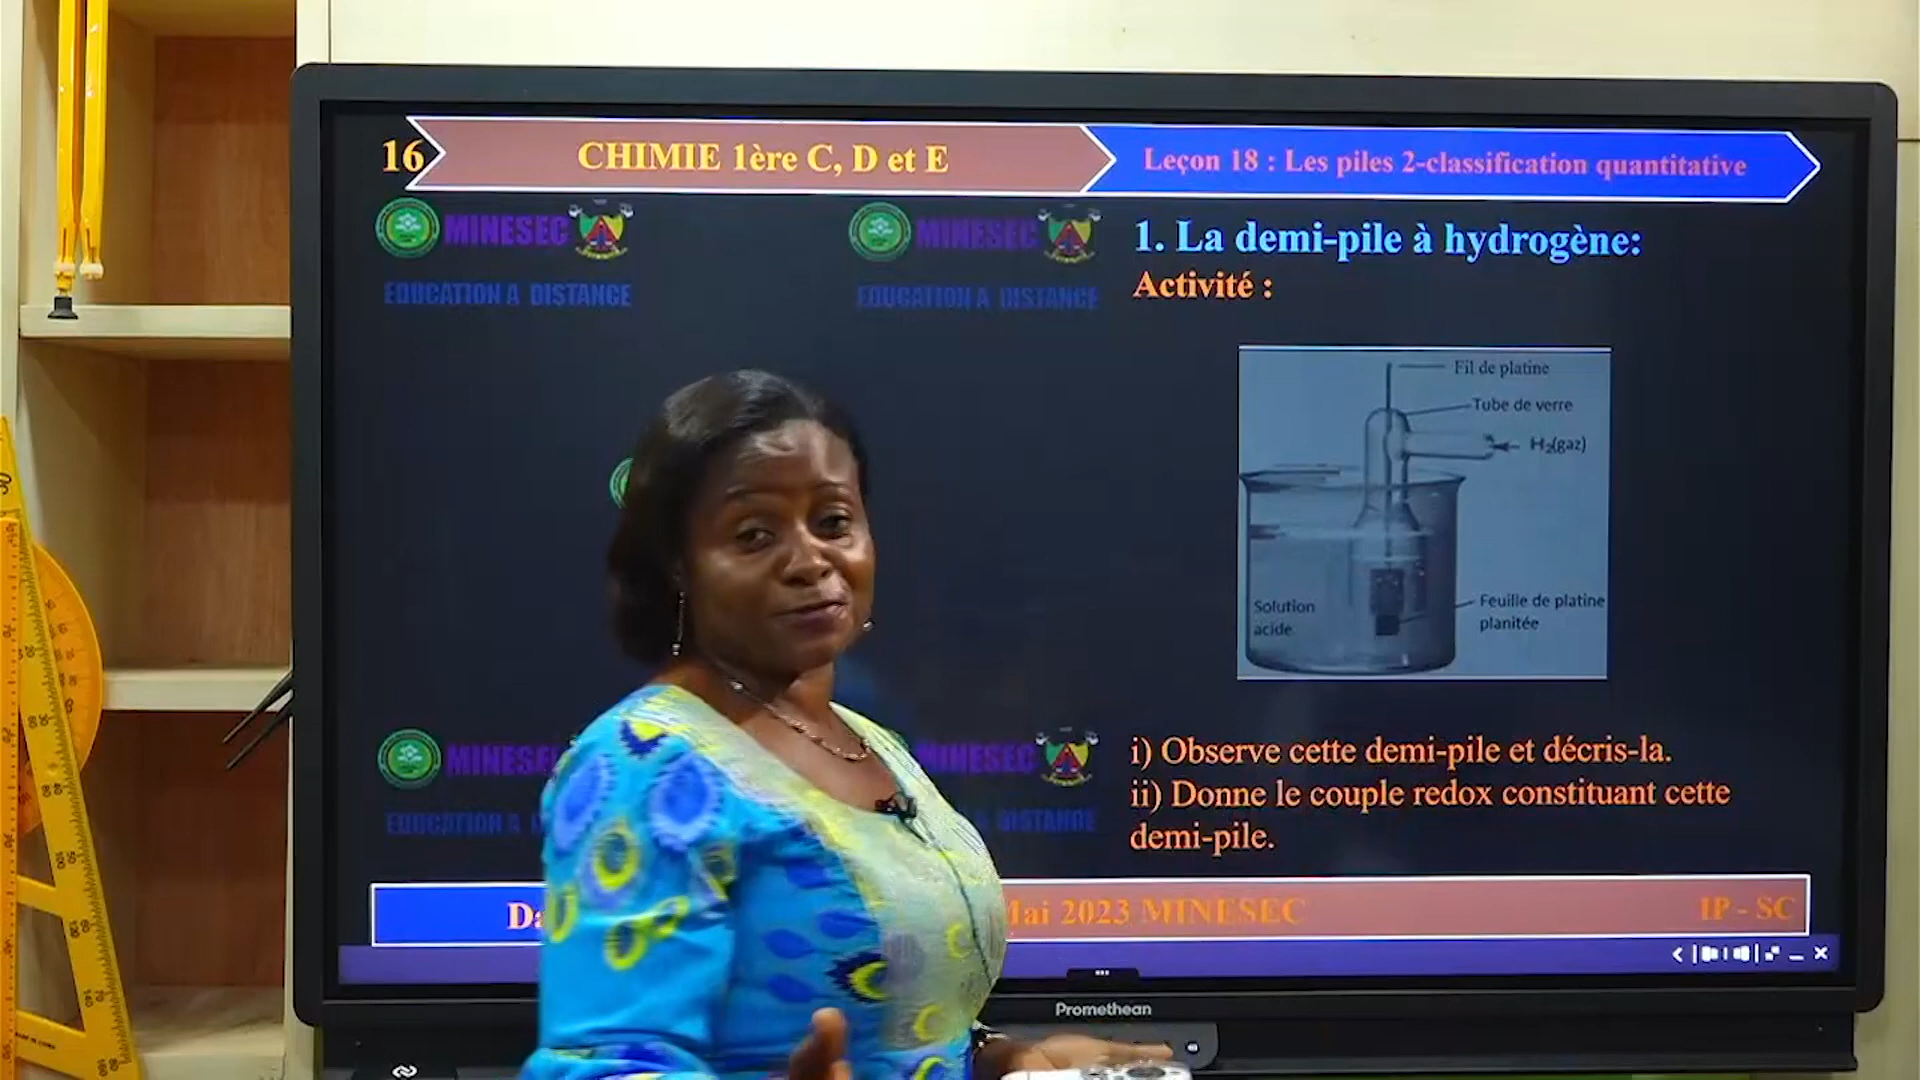 16
CHIMIE 1ère C, D et E
Leçon 18 : Les piles 2-classification quantitative
MINESEC
EDUCATION A DISTANCE
MINESEC
EDUCATION A DISTANCE
1. La demi-pile à hydrogène:
Activité :
Fil de platine
Tube de verre
H2(gaz)
Solution
acide
Feuille de platine
planitée
i) Observe cette demi-pile et décris-la.
ii) Donne le couple redox constituant cette
demi-pile.
MINESEC
EDUCATION A
MINESEC
A DISTANCE
Mai 2023 MINESEC
IP - SC
Promethean